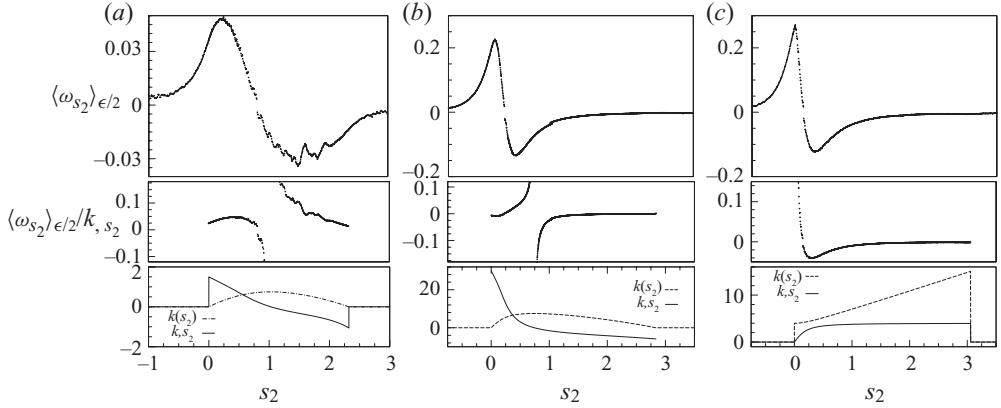 (a) (b) (c)
0.03 0 −0.03
0.2 0 −0.2
0.2 0 −0.2
⟨ω_{s_2}⟩_{ϵ/2}
0.1 0 −0.1
0.1 0 −0.1
0.1 0
⟨ω_{s_2}⟩_{ϵ/2}/k_{, s_2}
2 0 −2
k(s_2)
k,s_2
20 0
k(s_2)
k,s_2
10 0
k(s_2)
k,s_2
−1 0 1 2 3
0 1 2 3
0 1 2 3
s_2 s_2 s_2